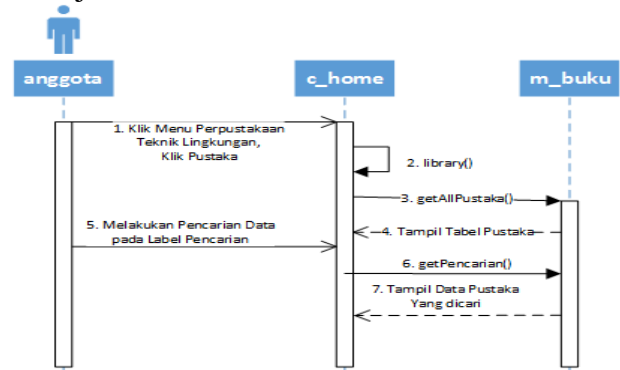 anggota
c_home
m_buku
1. Klik Menu Perpustakaan
Teknik Lingkungan,
Klik Pustaka
2. library()
3. getAllPustaka()
4. Tampil Tabel Pustaka
5. Melakukan Pencarian Data
pada Label Pencarian
6. getPencarian()
7. Tampil Data Pustaka
Yang dicari